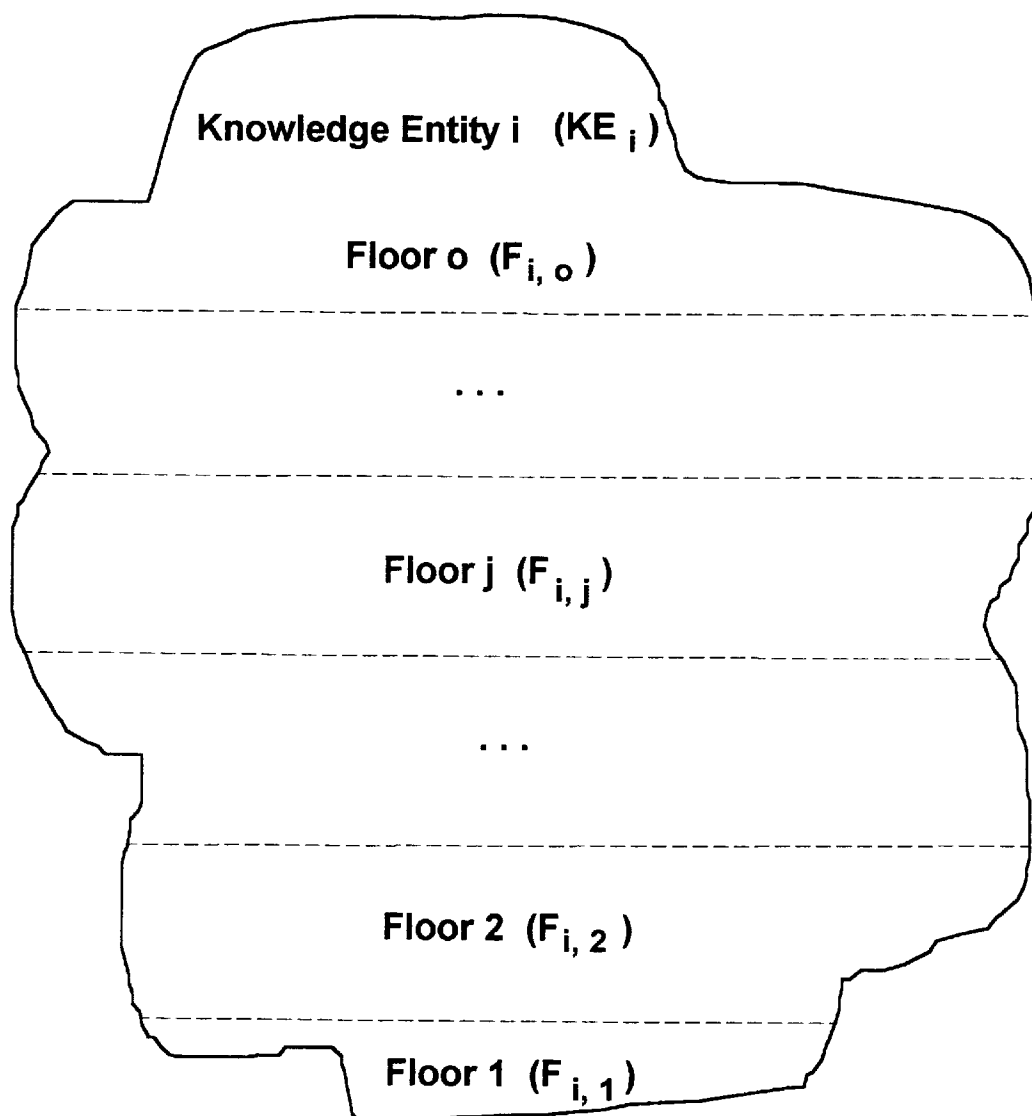 Knowledge Entity i (KE i)
Floor o (F i, o)
...
Floor j (F i, j)
...
Floor 2 (F i, 2)
Floor 1 (F i, 1)